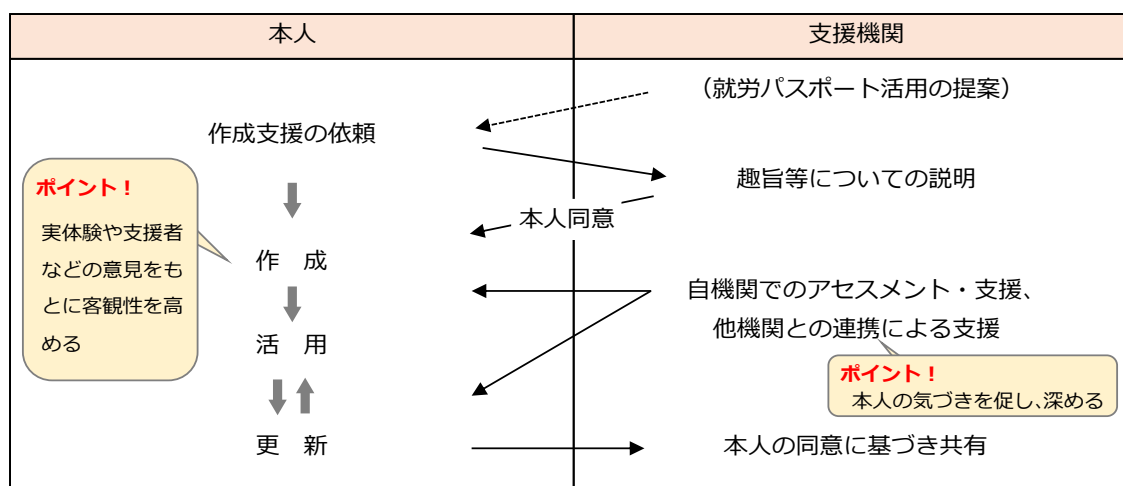 本人
支援機関
（就労パスポート活用の提案）
作成支援の依頼
趣旨等についての説明
ポイント！
実体験や支援者
などの意見をも
とに客観性を高
める
本人同意
作　成
自機関でのアセスメント・支援、
他機関との連携による支援
活　用
ポイント！
本人の気づきを促し、深める
更　新
本人の同意に基づき共有